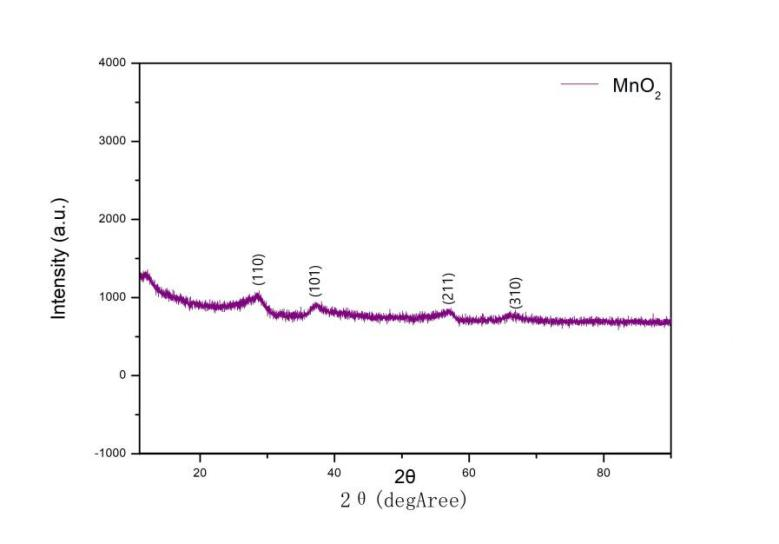 4000
3000
2000
1000
0
-1000
Intensity (a.u.)
MnO₂
(110)
(101)
(211)
(310)
20 40 60 80
2θ
2θ(degAree)